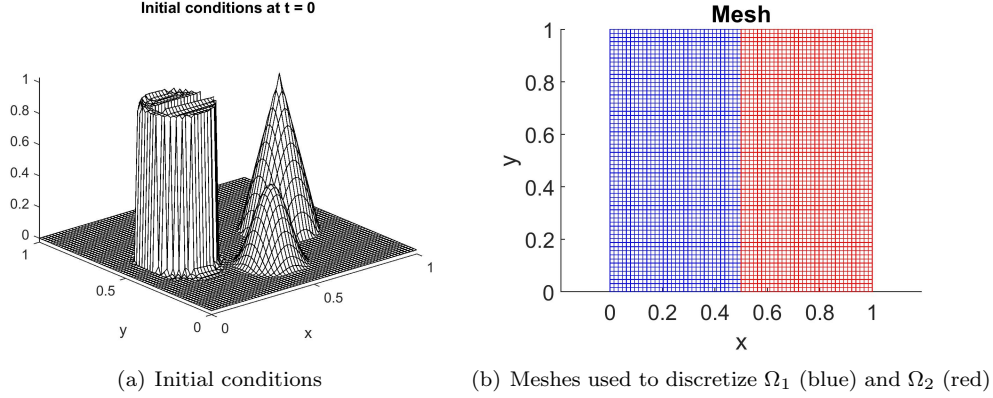 Initial conditions at t = 0
1
0.8
0.6
0.4
0.2
0
1
0.5
0
y
0
0.5
1
x
(a) Initial conditions
Mesh
1
0.8
0.6
0.4
0.2
0
y
0 0.2 0.4 0.6 0.8 1
x
(b) Meshes used to discretize Ω₁ (blue) and Ω₂ (red)